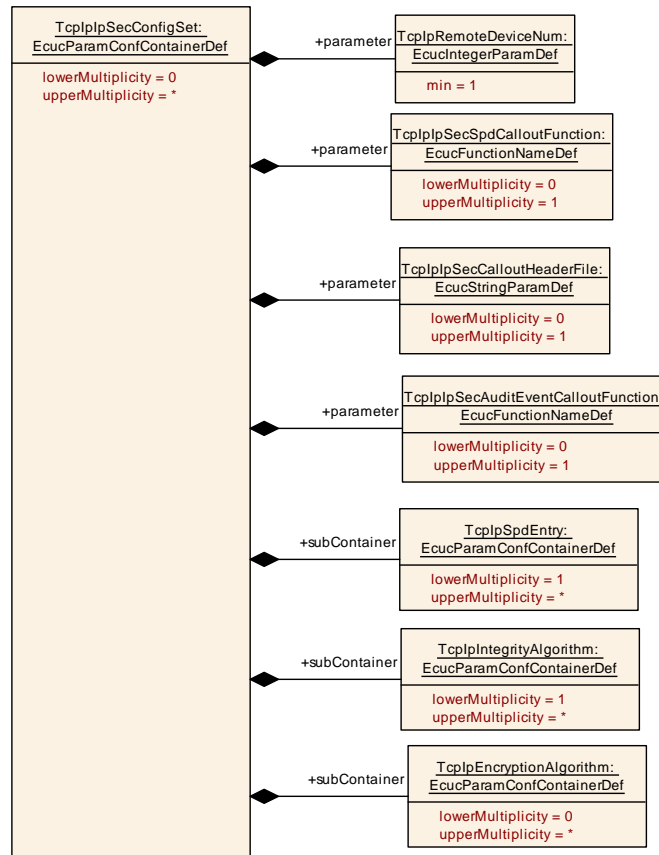 TcpIpIpSecConfigSet:
EcucParamConfContainerDef
lowerMultiplicity = 0
upperMultiplicity = *
+parameter
TcpIpRemoteDeviceNum:
EcucIntegerParamDef
min = 1
+parameter
TcpIpIpSecSpdCalloutFunction:
EcucFunctionNameDef
lowerMultiplicity = 0
upperMultiplicity = 1
+parameter
TcpIpIpSecCalloutHeaderFile:
EcucStringParamDef
lowerMultiplicity = 0
upperMultiplicity = 1
+parameter
TcpIpIpSecAuditEventCalloutFunction
EcucFunctionNameDef
lowerMultiplicity = 0
upperMultiplicity = 1
+subContainer
TcpIpSpdEntry:
EcucParamConfContainerDef
lowerMultiplicity = 1
upperMultiplicity = *
+subContainer
TcpIpIntegrityAlgorithm:
EcucParamConfContainerDef
lowerMultiplicity = 1
upperMultiplicity = *
+subContainer
TcpIpEncryptionAlgorithm:
EcucParamConfContainerDef
lowerMultiplicity = 0
upperMultiplicity = *